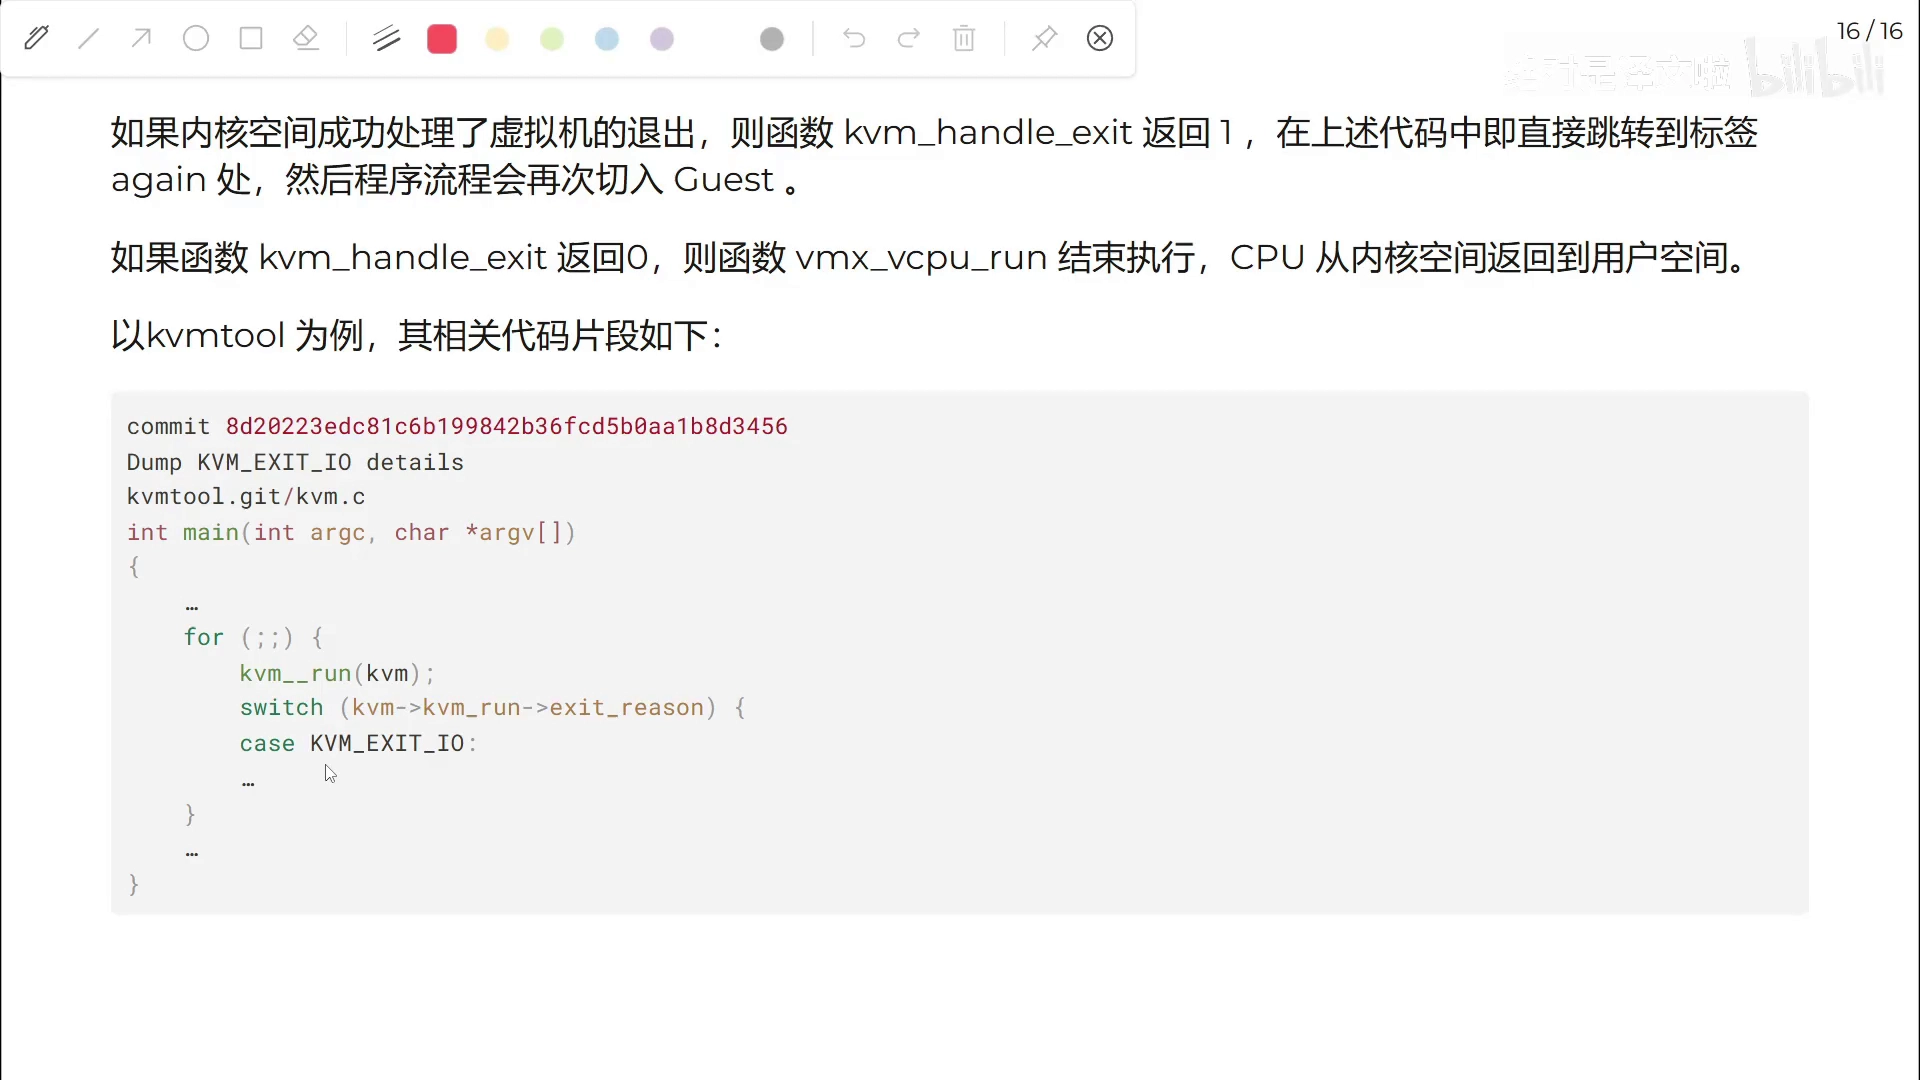 16 / 16
bilibili
如果内核空间成功处理了虚拟机的退出，则函数 kvm_handle_exit 返回 1 ，在上述代码中即直接跳转到标签
again 处，然后程序流程会再次切入 Guest 。
如果函数 kvm_handle_exit 返回0，则函数 vmx_vcpu_run 结束执行，CPU 从内核空间返回到用户空间。
以kvmtool 为例，其相关代码片段如下：
commit 8d20223edc81c6b199842b36fcd5b0aa1b8d3456
Dump KVM_EXIT_IO details
kvmtool.git/kvm.c
int main(int argc, char *argv[])
{
…
for (;;) {
kvm__run(kvm);
switch (kvm->kvm_run->exit_reason) {
case KVM_EXIT_IO:
…
}
…
}